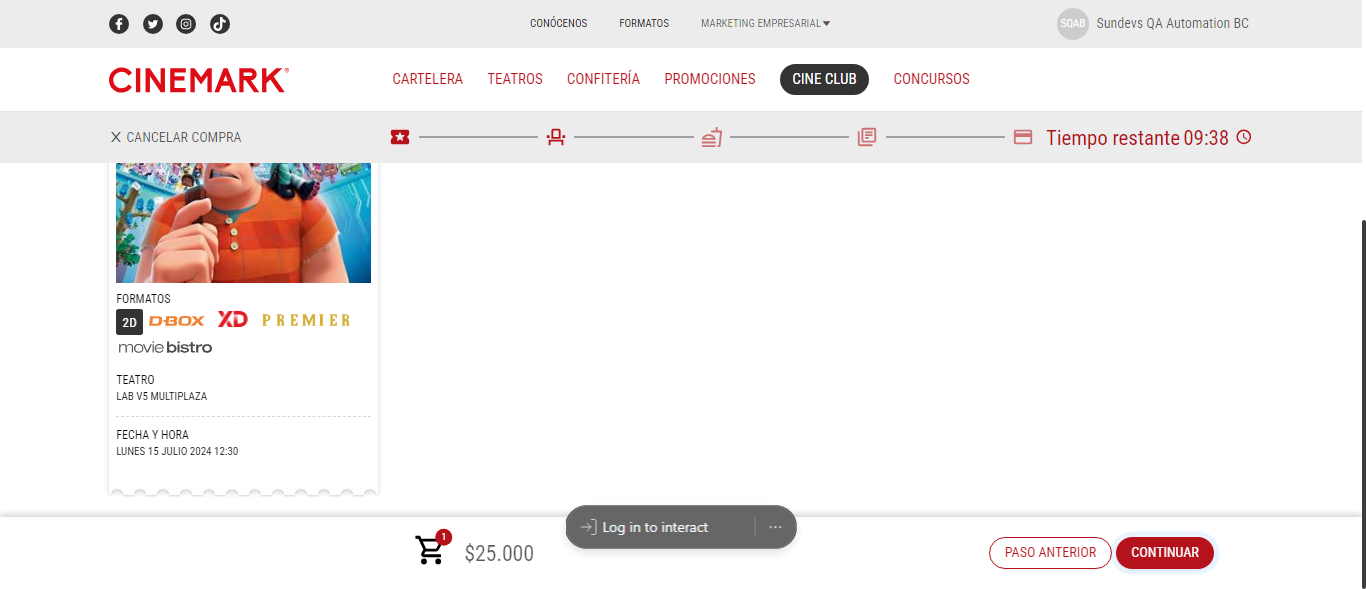 CONÓCENOS FORMATOS MARKETING EMPRESARIAL SQAB Sundevs QA Automation BC
CINEMARK® CARTELERA TEATROS CONFITERÍA PROMOCIONES CINE CLUB CONCURSOS
CANCELAR COMPRA Tiempo restante 09:38
FORMATOS
2D D-BOX XD PREMIER
movie bistro
TEATRO
LAB V5 MULTIPLAZA
FECHA Y HORA
LUNES 15 JULIO 2024 12:30
Log in to interact
1 $25.000 PASO ANTERIOR CONTINUAR